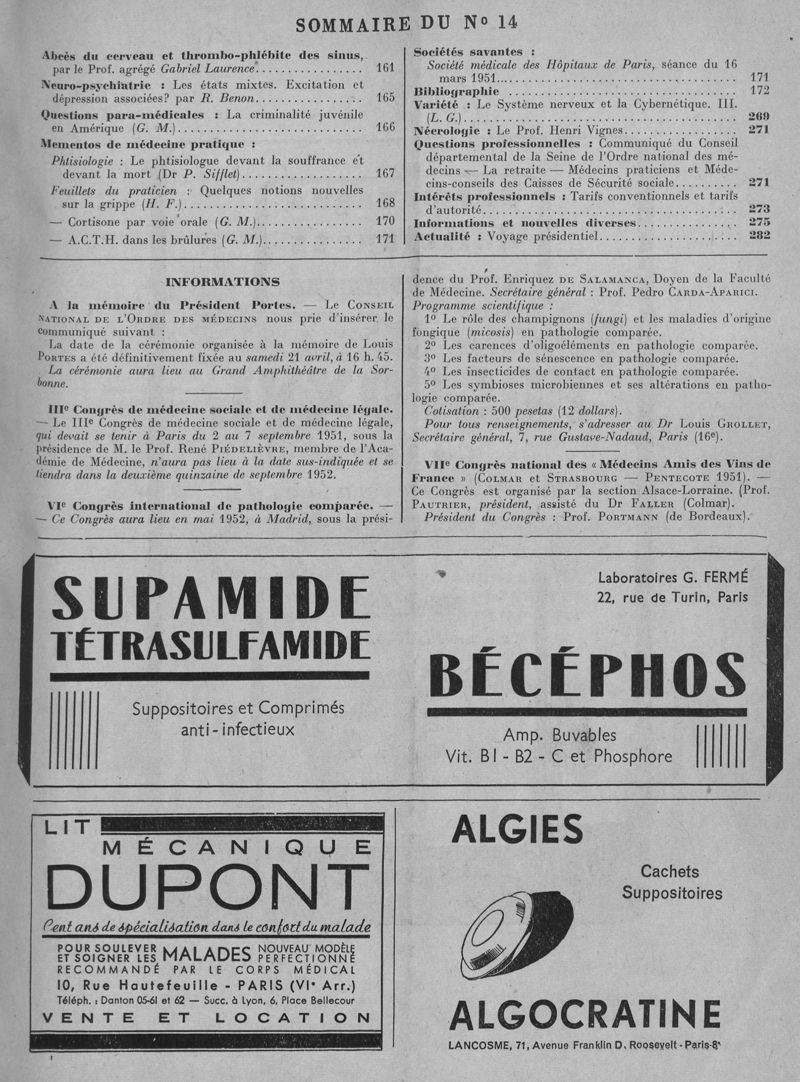 SOMMAIRE DU No 14
Abcès du cerveau et thrombo-phlébite des sinus,
par le Prof. agrégé Gabriel Laurence................ 161
Neuro-psychiatrie : Les états mixtes. Excitation et
dépression associées? par R. Benon................ 165
Questions para-médicales : La criminalité juvénile
en Amérique (G. M.)............................ 166
Mementos de médecine pratique :
Phtisiologie : Le phtisiologue devant la souffrance et
devant la mort (Dr P. Sifflet).................. 167
Feuillets du praticien : Quelques notions nouvelles
sur la grippe (H. F.)........................... 168
— Cortisone par voie orale (G. M.)................ 170
— A.C.T.H. dans les brûlures (G. M.)............... 171
Sociétés savantes :
Société médicale des Hôpitaux de Paris, séance du 16
mars 1951.................................... 171
Bibliographie .................................. 172
Variété : Le Système nerveux et la Cybernétique. III.
(L. G.)........................................ 269
Nécrologie : Le Prof. Henri Vignes................. 271
Questions professionnelles : Communiqué du Conseil
départemental de la Seine de l'Ordre national des mé-
decins — La retraite — Médecins praticiens et Méde-
cins-conseils des Caisses de Sécurité sociale.......... 271
Intérêts professionnels : Tarifs conventionnels et tarifs
d'autorité...................................... 273
Informations et nouvelles diverses............... 275
Actualité : Voyage présidentiel..................... 282
INFORMATIONS
A la mémoire du Président Portes. — Le Conseil
national de l'Ordre des médecins nous prie d'insérer le
communiqué suivant :
La date de la cérémonie organisée à la mémoire de Louis
Portes a été définitivement fixée au samedi 21 avril, à 16 h. 45.
La cérémonie aura lieu au Grand Amphithéâtre de la Sor-
bonne.
IIIe Congrès de médecine sociale et de médecine légale.
— Le IIIe Congrès de médecine sociale et de médecine légale,
qui devait se tenir à Paris du 2 au 7 septembre 1951, sous la
présidence de M. le Prof. René Piédelièvre, membre de l'Aca-
démie de Médecine, n'aura pas lieu à la date sus-indiquée et se
tiendra dans la deuxième quinzaine de septembre 1952.
VIe Congrès international de pathologie comparée. —
— Ce Congrès aura lieu en mai 1952, à Madrid, sous la prési-
dence du Prof. Enriquez de Salamanca, Doyen de la Faculté
de Médecine. Secrétaire général : Prof. Pedro Carda-Aparici.
Programme scientifique :
1º Le rôle des champignons (fungi) et les maladies d'origine
fongique (micosis) en pathologie comparée.
2º Les carences d'oligoéléments en pathologie comparée.
3º Les facteurs de sénescence en pathologie comparée.
4º Les insecticides de contact en pathologie comparée.
5º Les symbioses microbiennes et ses altérations en patho-
logie comparée.
Cotisation : 500 pesetas (12 dollars).
Pour tous renseignements, s'adresser au Dr Louis Grollet,
Secrétaire général, 7, rue Gustave-Nadaud, Paris (16e).
VIIe Congrès national des « Médecins Amis des Vins de
France » (Colmar et Strasbourg — Pentecote 1951). —
Ce Congrès est organisé par la section Alsace-Lorraine. (Prof.
Pautrier, président, assisté du Dr Faller (Colmar).
Président du Congrès : Prof. Portmann (de Bordeaux).
SUPAMIDE
TÉTRASULFAMIDE
Suppositoires et Comprimés
anti-infectieux
Laboratoires G. FERMÉ
22, rue de Turin, Paris
BÉCÉPHOS
Amp. Buvables
Vit. B1 - B2 - C et Phosphore
LIT
MÉCANIQUE
DUPONT
Cent ans de spécialisation dans le confort du malade
POUR SOULEVER
ET SOIGNER LES
MALADES
NOUVEAU MODÈLE
PERFECTIONNÉ
RECOMMANDÉ PAR LE CORPS MÉDICAL
10, Rue Hautefeuille - PARIS (VIe Arr.)
Téléph. : Danton 05-61 et 62 — Succ. à Lyon, 6, Place Bellecour
VENTE ET LOCATION
ALGIES
Cachets
Suppositoires
ALGOCRATINE
LANCOSME, 71, Avenue Franklin D. Roosevelt - Paris-8e